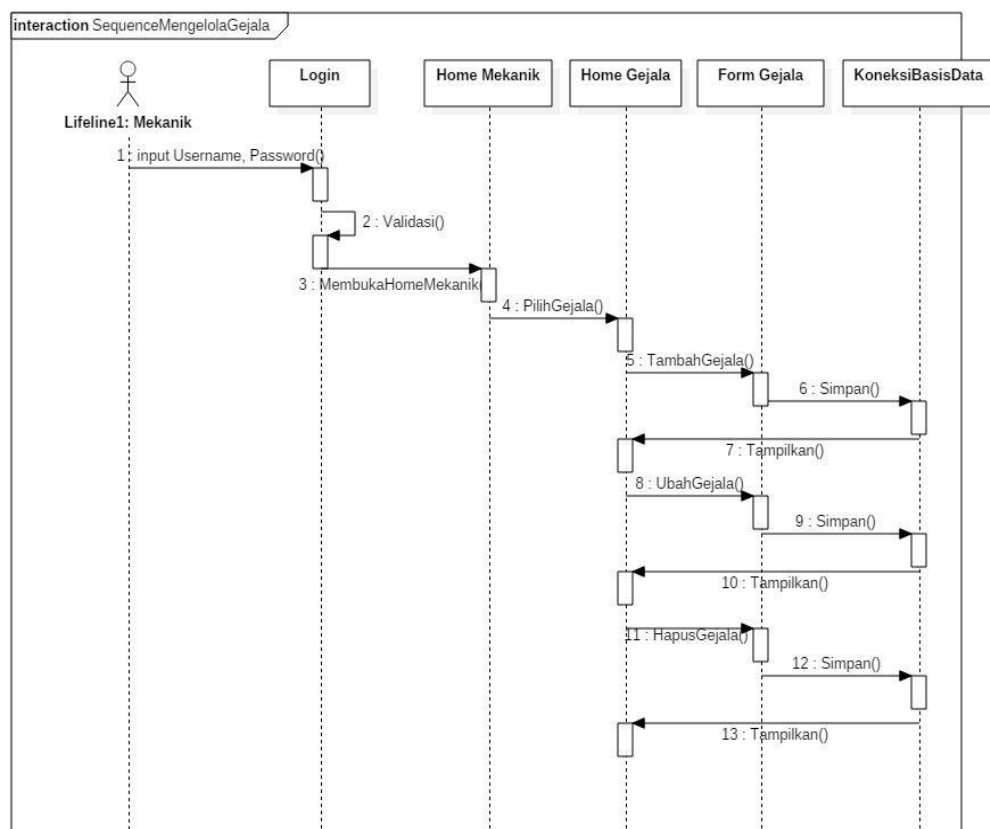 interaction SequenceMengelolaGejala
Login
Home Mekanik
Home Gejala
Form Gejala
KoneksiBasisData
Lifeline1: Mekanik
1 : input Username, Password()
2 : Validasi()
3 : MembukaHomeMekanik(
4 : PilihGejala()
5 : TambahGejala()
6 : Simpan()
7 : Tampilkan()
8 : UbahGejala()
9 : Simpan()
10 : Tampilkan()
11 : HapusGejala()
12 : Simpan()
13 : Tampilkan()